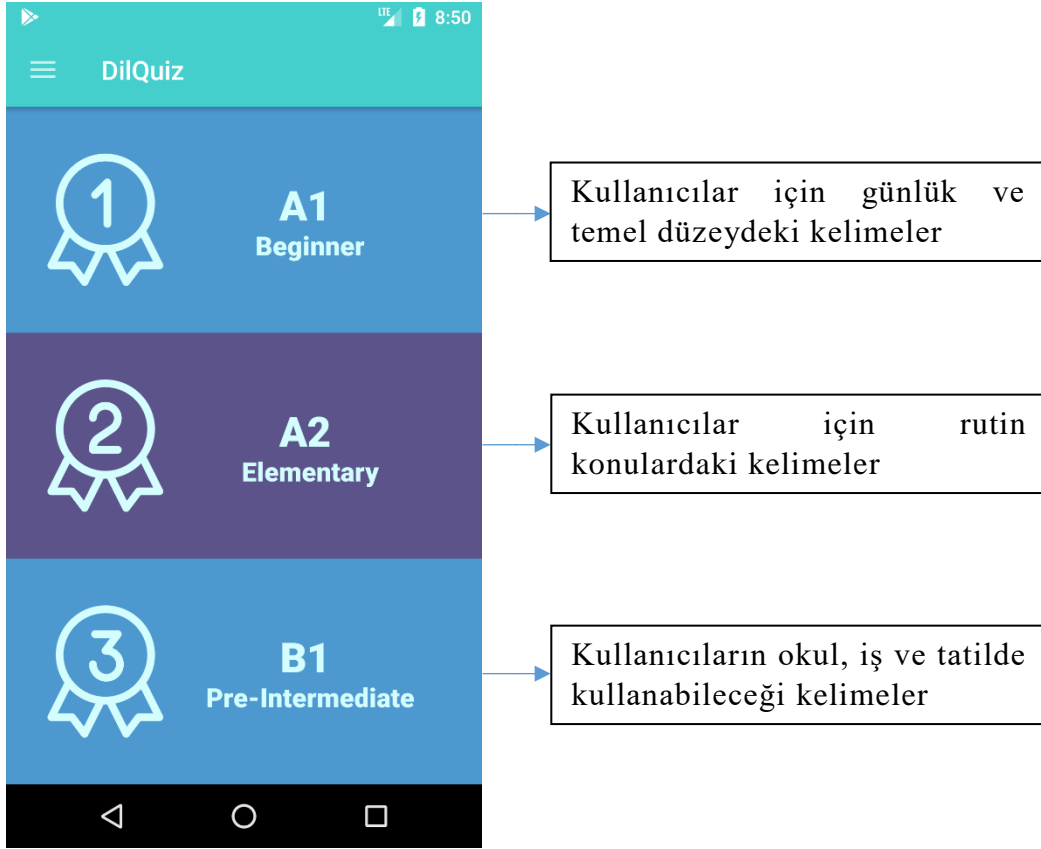 LTE 8:50
DilQuiz
1
A1
Beginner
Kullanıcılar için günlük ve
temel düzeydeki kelimeler
2
A2
Elementary
Kullanıcılar için rutin
konulardaki kelimeler
3
B1
Pre-Intermediate
Kullanıcıların okul, iş ve tatilde
kullanabileceği kelimeler